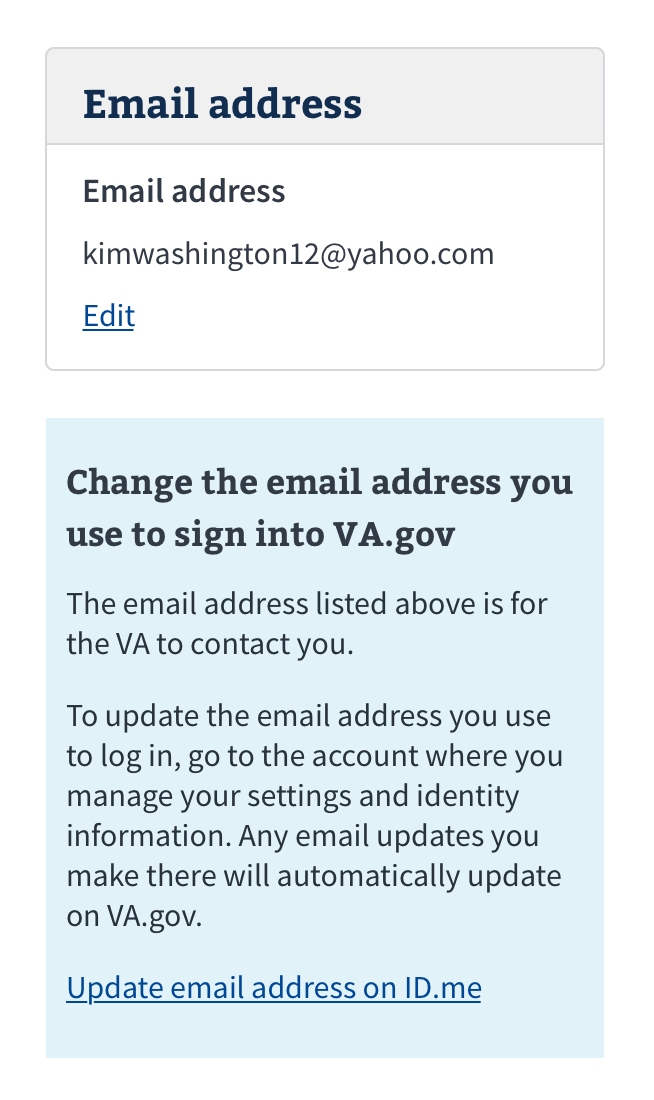 Email address
Email address
kimwashington12@yahoo.com
Edit
Change the email address you
use to sign into VA.gov
The email address listed above is for
the VA to contact you.
To update the email address you use
to log in, go to the account where you
manage your settings and identity
information. Any email updates you
make there will automatically update
on VA.gov.
Update email address on ID.me